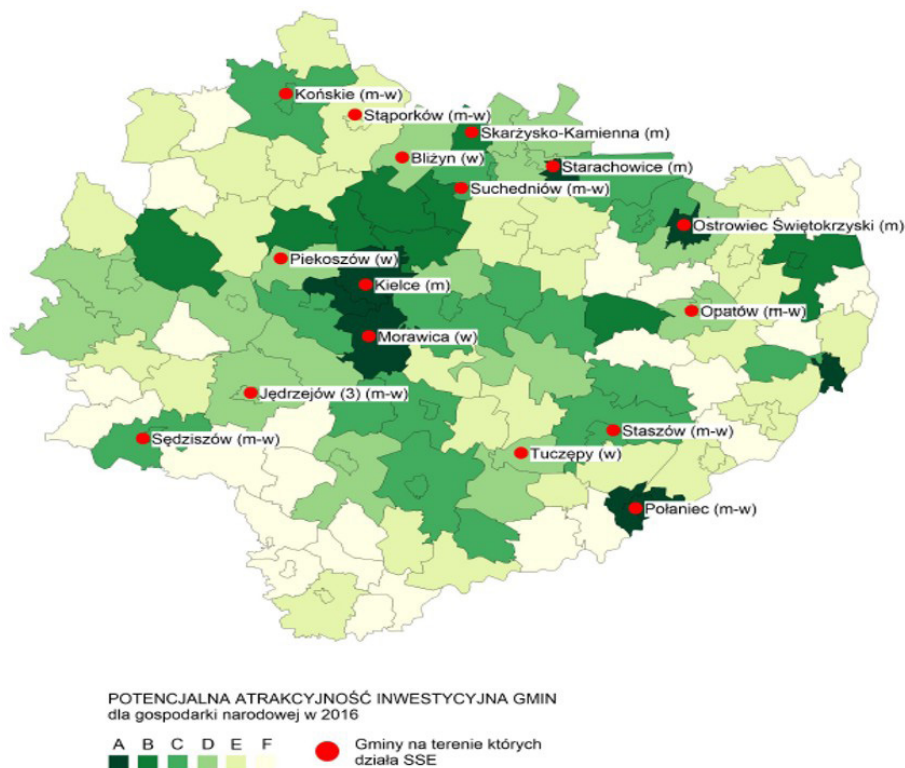 Końskie (m-w)
Stąporków (m-w)
Skarżysko-Kamienna (m)
Bliżyn (w)
Starachowice (m)
Suchedniów (m-w)
Ostrowiec Świętokrzyski (m)
Piekoszów (w)
Kielce (m)
Opatów (m-w)
Morawica (w)
Jędrzejów (3) (m-w)
Staszów (m-w)
Sędziszów (m-w)
Tuczępy (w)
Połaniec (m-w)
POTENCJALNA ATRAKCYJNOŚĆ INWESTYCYJNA GMIN
dla gospodarki narodowej w 2016
A B C D E F
Gminy na terenie których
działa SSE